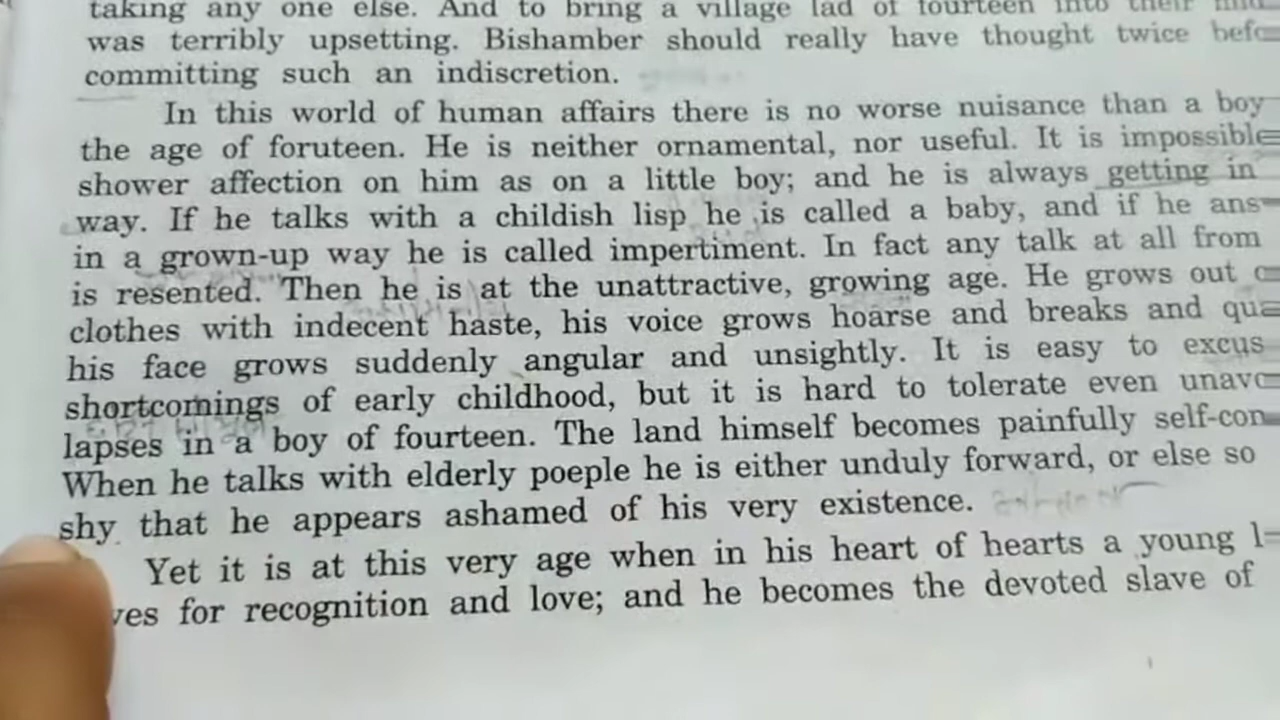 taking any one else. And to bring a village lad of fourteen into their
was terribly upsetting. Bishamber should really have thought twice
committing such an indiscretion.
In this world of human affairs there is no worse nuisance than a boy
the age of foruteen. He is neither ornamental, nor useful. It is impossible
shower affection on him as on a little boy; and he is always getting in
way. If he talks with a childish lisp he is called a baby, and if he
in a grown-up way he is called impertiment. In fact any talk at all from
is resented. Then he is at the unattractive, growing age. He grows out
clothes with indecent haste, his voice grows hoarse and breaks and
his face grows suddenly angular and unsightly. It is easy to
shortcomings of early childhood, but it is hard to tolerate even
lapses in a boy of fourteen. The land himself becomes painfully
When he talks with elderly poeple he is either unduly forward, or else so
shy that he appears ashamed of his very existence.
Yet it is at this very age when in his heart of hearts a young
for recognition and love; and he becomes the devoted slave of